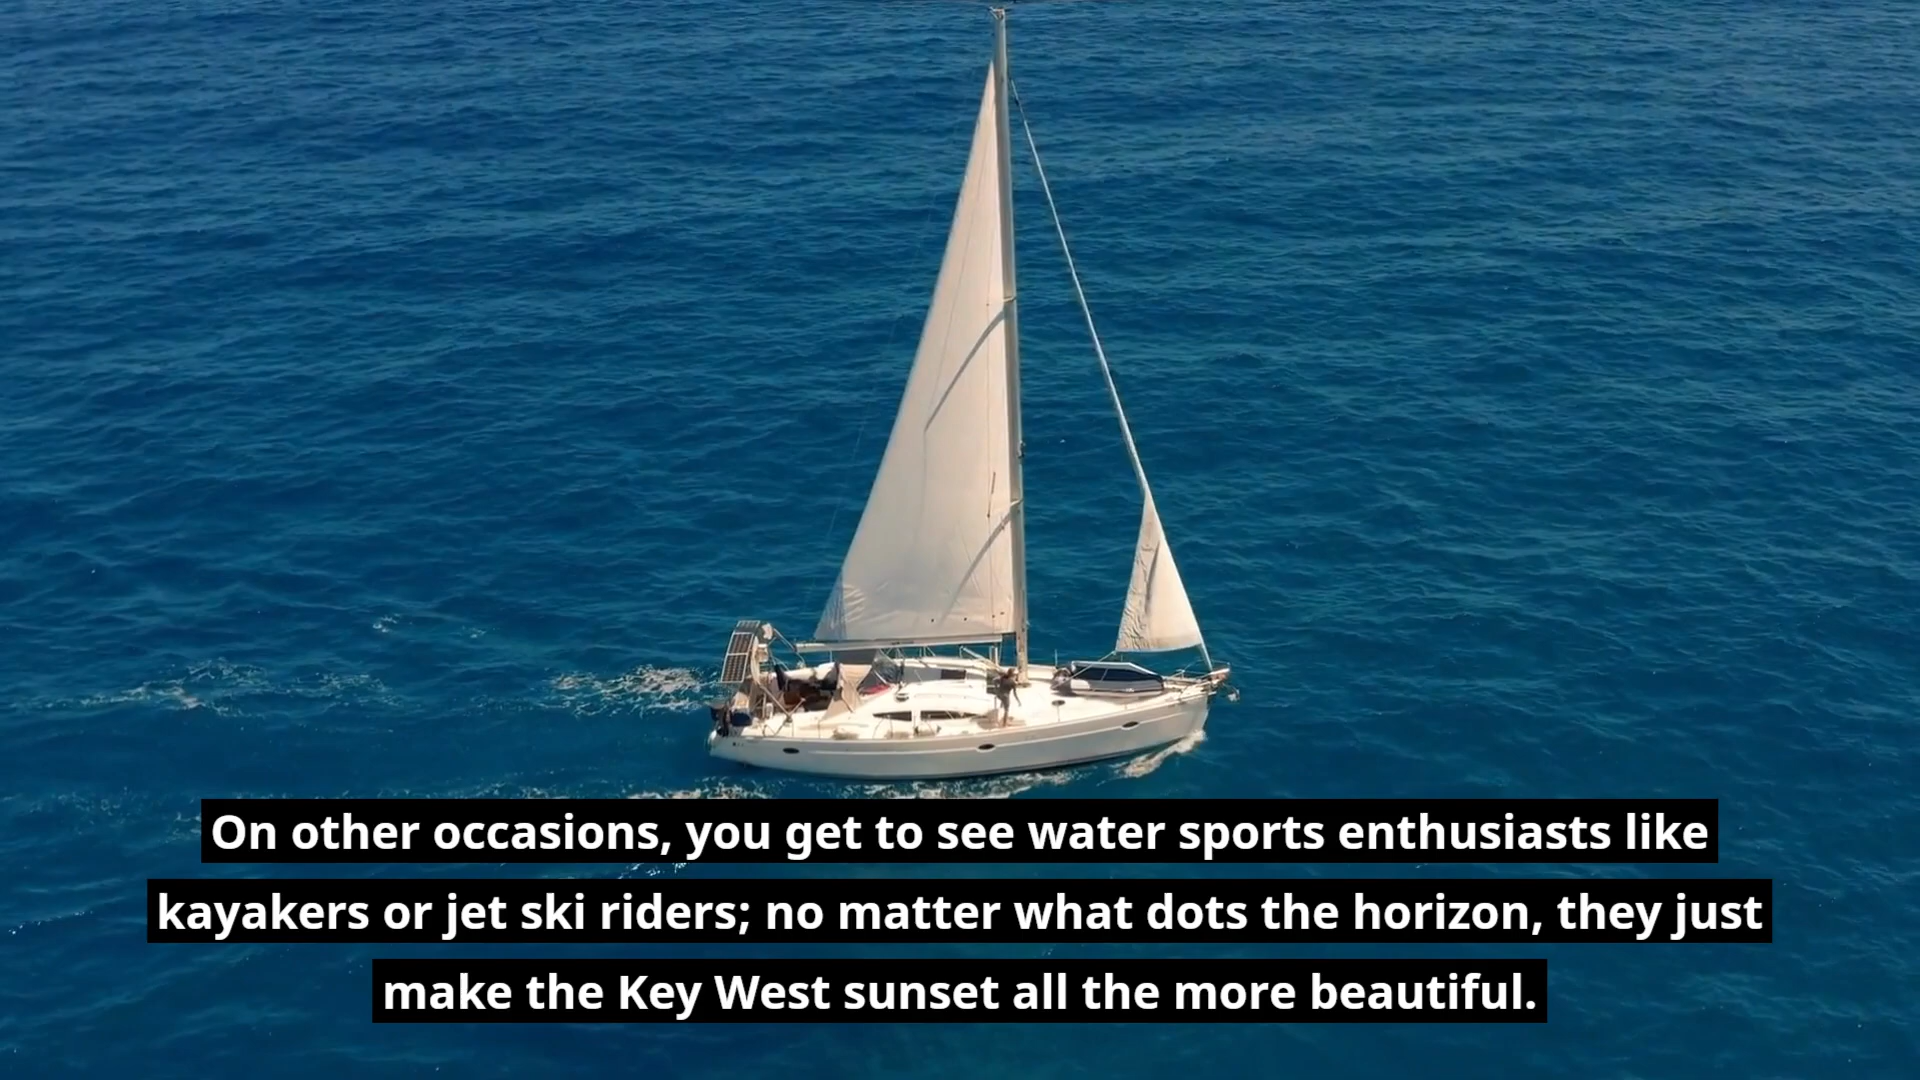 On other occasions, you get to see water sports enthusiasts like
kayakers or jet ski riders; no matter what dots the horizon, they just
make the Key West sunset all the more beautiful.